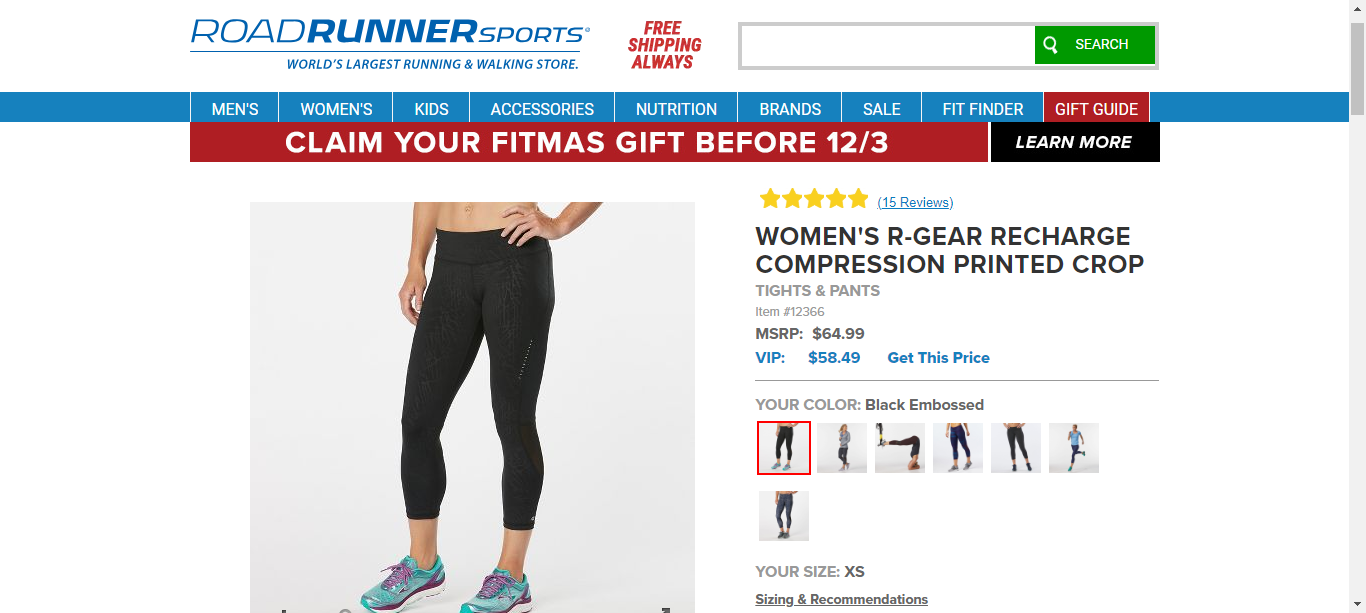 ROADRUNNERSPORTS®
WORLD'S LARGEST RUNNING & WALKING STORE.
FREE
SHIPPING
ALWAYS
SEARCH
MEN'S WOMEN'S KIDS ACCESSORIES NUTRITION BRANDS SALE FIT FINDER GIFT GUIDE
CLAIM YOUR FITMAS GIFT BEFORE 12/3 LEARN MORE
(15 Reviews)
WOMEN'S R-GEAR RECHARGE
COMPRESSION PRINTED CROP
TIGHTS & PANTS
Item #12366
MSRP: $64.99
VIP: $58.49 Get This Price
YOUR COLOR: Black Embossed
YOUR SIZE: XS
Sizing & Recommendations